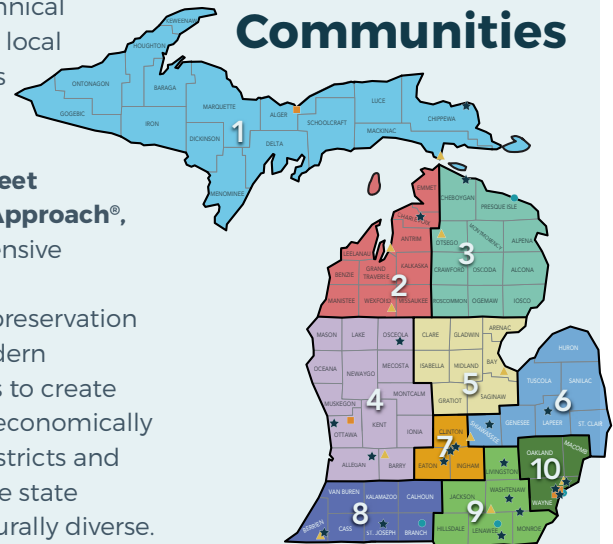 Communities
hnical
local
s
eet
Approach®,
ensive
preservation
dern
s to create
economically
stricts and
e state
urally diverse.
KEWEENAW
HOUGHTON
ONTONAGON
BARAGA
GOGEBIC
IRON
MARQUETTE
DICKINSON
MENOMINEE
1
ALGER
DELTA
SCHOOLCRAFT
LUCE
MACKINAC
CHIPPEWA
EMMET
CHARLEVOIX
ANTRIM
LEELANAU
BENZIE
GRAND
TRAVERSE
KALKASKA
2
MANISTEE
WEXFORD
MISSAUKEE
CHEBOYGAN
PRESQUE ISLE
OTSEGO
MONTMORENCY
ALPENA
3
CRAWFORD
OSCODA
ALCONA
ROSCOMMON
OGEMAW
IOSCO
MASON
LAKE
OSCEOLA
OCEANA
NEWAYGO
MECOSTA
MONTCALM
MUSKEGON
4
OTTAWA
KENT
IONIA
ALLEGAN
BARRY
CLARE
GLADWIN
ARENAC
ISABELLA
MIDLAND
BAY
5
GRATIOT
SAGINAW
HURON
TUSCOLA
SANILAC
6
SHIAWASSEE
GENESEE
LAPEER
ST. CLAIR
CLINTON
7
EATON
INGHAM
VAN BUREN
KALAMAZOO
CALHOUN
8
BERRIEN
CASS
ST. JOSEPH
BRANCH
LIVINGSTON
JACKSON
WASHTENAW
9
HILLSDALE
LENAWEE
MONROE
OAKLAND
MACOMB
10
WAYNE